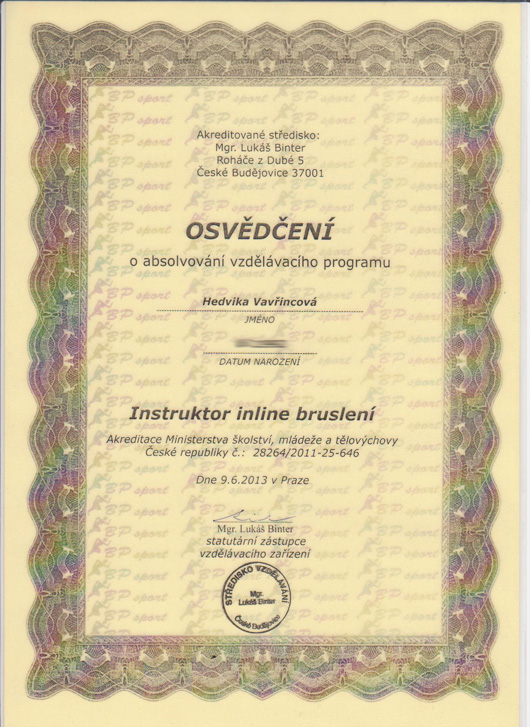 Akreditované středisko:
Mgr. Lukáš Binter
Roháče z Dubé 5
České Budějovice 37001
OSVĚDČENÍ
o absolvování vzdělávacího programu
Hedvika Vavřincová
JMÉNO
DATUM NAROZENÍ
Instruktor inline bruslení
Akreditace Ministerstva školství, mládeže a tělovýchovy
České republiky č.: 28264/2011-25-646
Dne 9.6.2013 v Praze
Mgr. Lukáš Binter
statutární zástupce
vzdělávacího zařízení
STŘEDISKO VZDĚLÁVÁNÍ
Mgr.
Lukáš Binter
České Budějovice
BP sport